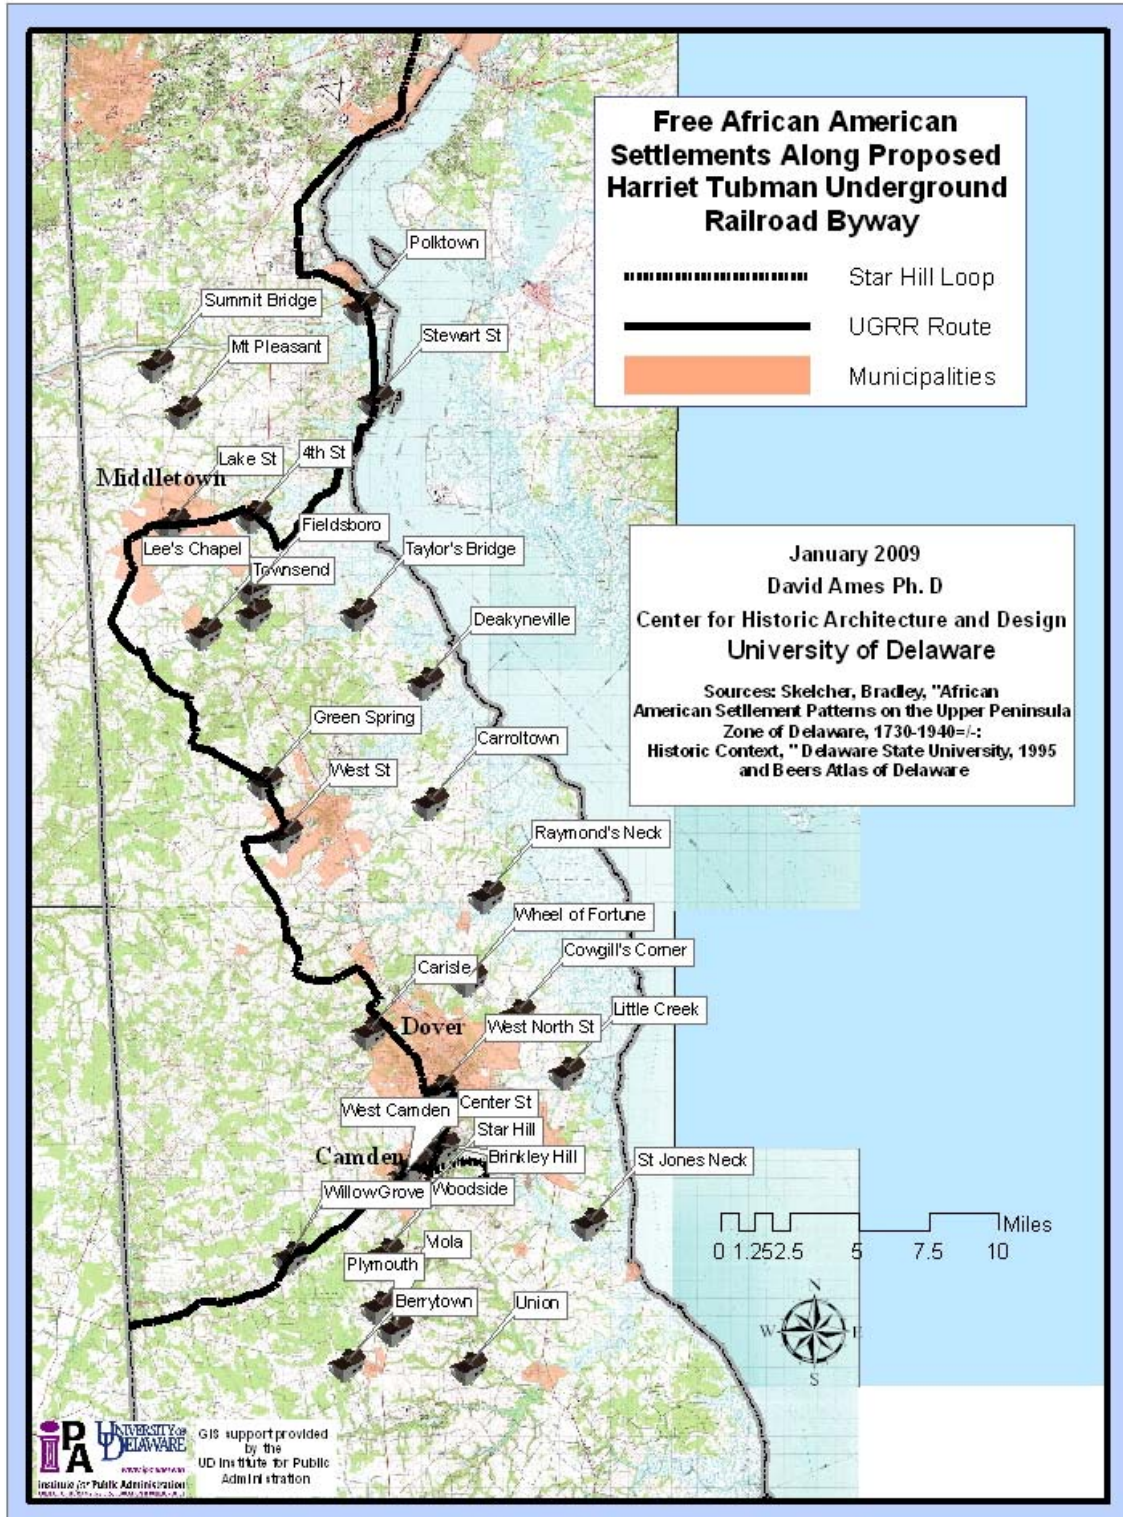 Free African American
Settlements Along Proposed
Harriet Tubman Underground
Railroad Byway
Star Hill Loop
UGRR Route
Municipalities
Polktown
Summit Bridge
Mt Pleasant
Stewart St
Lake St
4th St
Middletown
Fieldsboro
Lee's Chapel
Townsend
Taylor's Bridge
January 2009
David Ames Ph. D
Center for Historic Architecture and Design
University of Delaware
Sources: Skelcher, Bradley, "African
American Setllement Patterns on the Upper Peninsula
Zone of Delaware, 1730-1940=/-:
Historic Context, " Delaware State University, 1995
and Beers Atlas of Delaware
Deakyneville
Green Spring
Carroltown
West St
Raymond's Neck
Wheel of Fortune
Cowgill's Corner
Carisle
Little Creek
Dover
West North St
West Camden
Center St
Star Hill
Camden
Brinkley Hill
St Jones Neck
Willow Grove
Woodside
Viola
Plymouth
Berrytown
Union
Miles
0 1.25 2.5 5 7.5 10
N
W E
S
IPA
UNIVERSITY OF
DELAWARE
Institute for Public Administration
GIS support provided
by the
UD Institute for Public
Administration